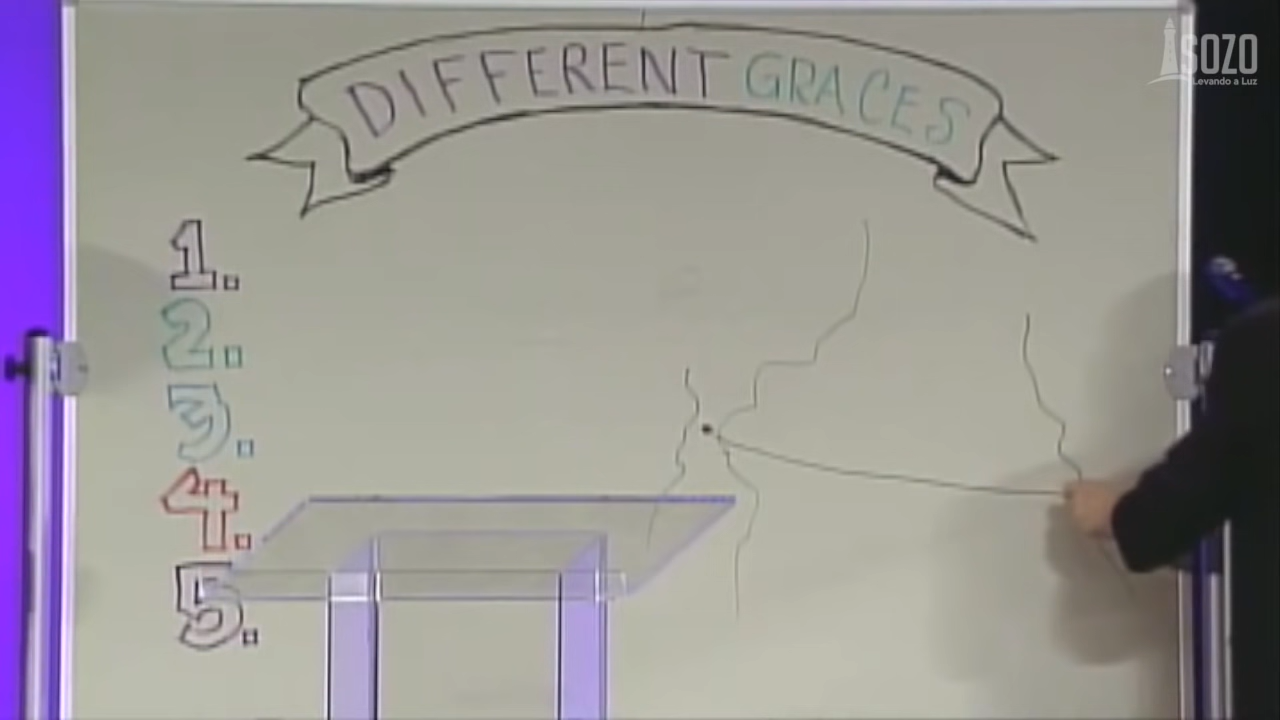 DIFFERENT GRACES
SOZO
Levando a Luz
1.
2.
3.
4.
5.